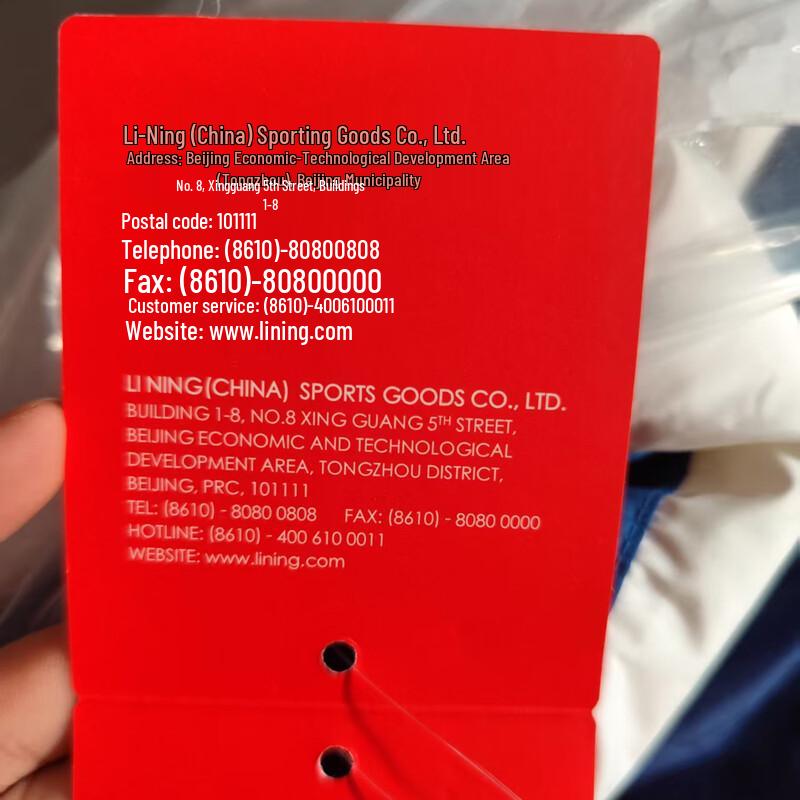 Li-Ning (China) Sporting Goods Co., Ltd.
Address: Beijing Economic-Technological Development Area
(Tongzhou), Beijing Municipality
No. 8, Xingguang 5th Street, Buildings
1-8
Postal code: 101111
Telephone: (8610)-80800808
Fax: (8610)-80800000
Customer service: (8610)-4006100011
Website: www.lining.com
LI NING(CHINA) SPORTS GOODS CO., LTD.
BUILDING 1-8, NO.8 XING GUANG 5TH STREET,
BEIJING ECONOMIC AND TECHNOLOGICAL
DEVELOPMENT AREA, TONGZHOU DISTRICT,
BEIJING, PRC, 101111
TEL: (8610) - 8080 0808 FAX: (8610) - 8080 0000
HOTLINE: (8610) - 400 610 0011
WEBSITE: www.lining.com